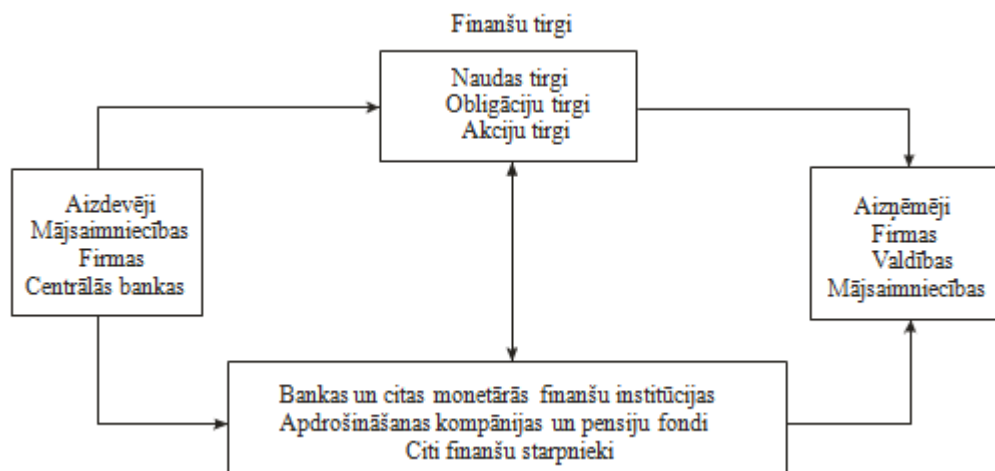 Finanšu tirgi
Naudas tirgi
Obligāciju tirgi
Akciju tirgi
Aizdevēji
Mājsaimniecības
Firmas
Centrālās bankas
Aizņēmēji
Firmas
Valdības
Mājsaimniecības
Bankas un citas monetārās finanšu institūcijas
Apdrošināšanas kompānijas un pensiju fondi
Citi finanšu starpnieki